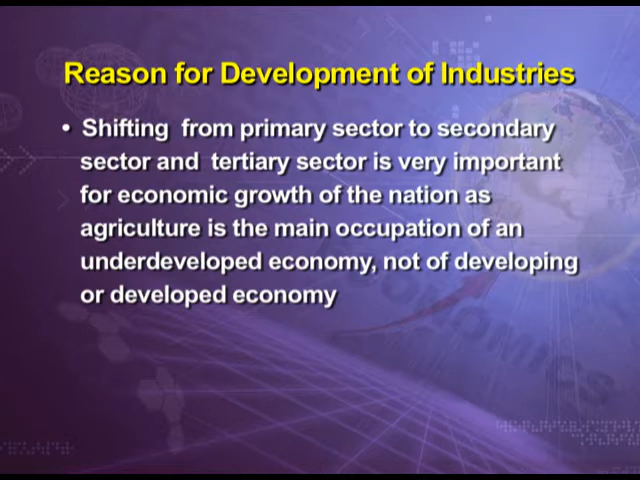 Reason for Development of Industries
• Shifting from primary sector to secondary
sector and tertiary sector is very important
for economic growth of the nation as
agriculture is the main occupation of an
underdeveloped economy, not of developing
or developed economy
ECONOMICS